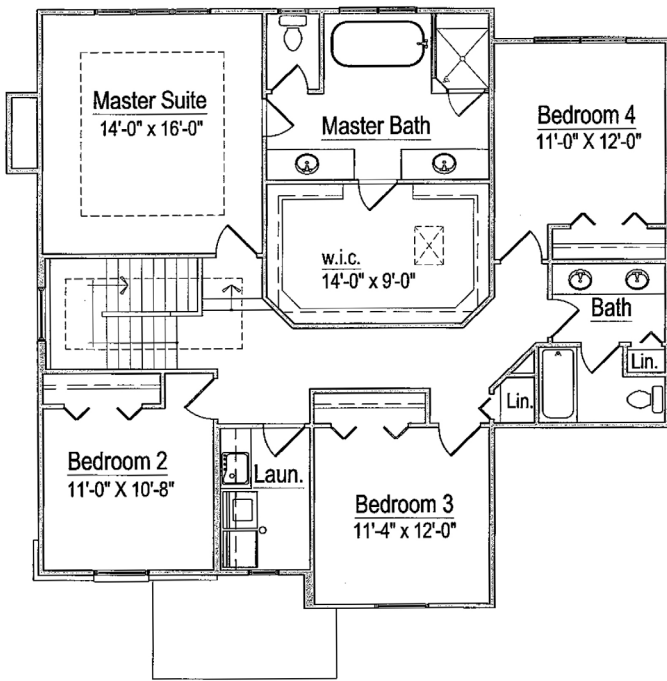 Master Suite
14'-0" x 16'-0"
Master Bath
Bedroom 4
11'-0" X 12'-0"
w.i.c.
14'-0" x 9'-0"
Bath
Lin.
Lin.
Bedroom 2
11'-0" X 10'-8"
Laun.
Bedroom 3
11'-4" x 12'-0"